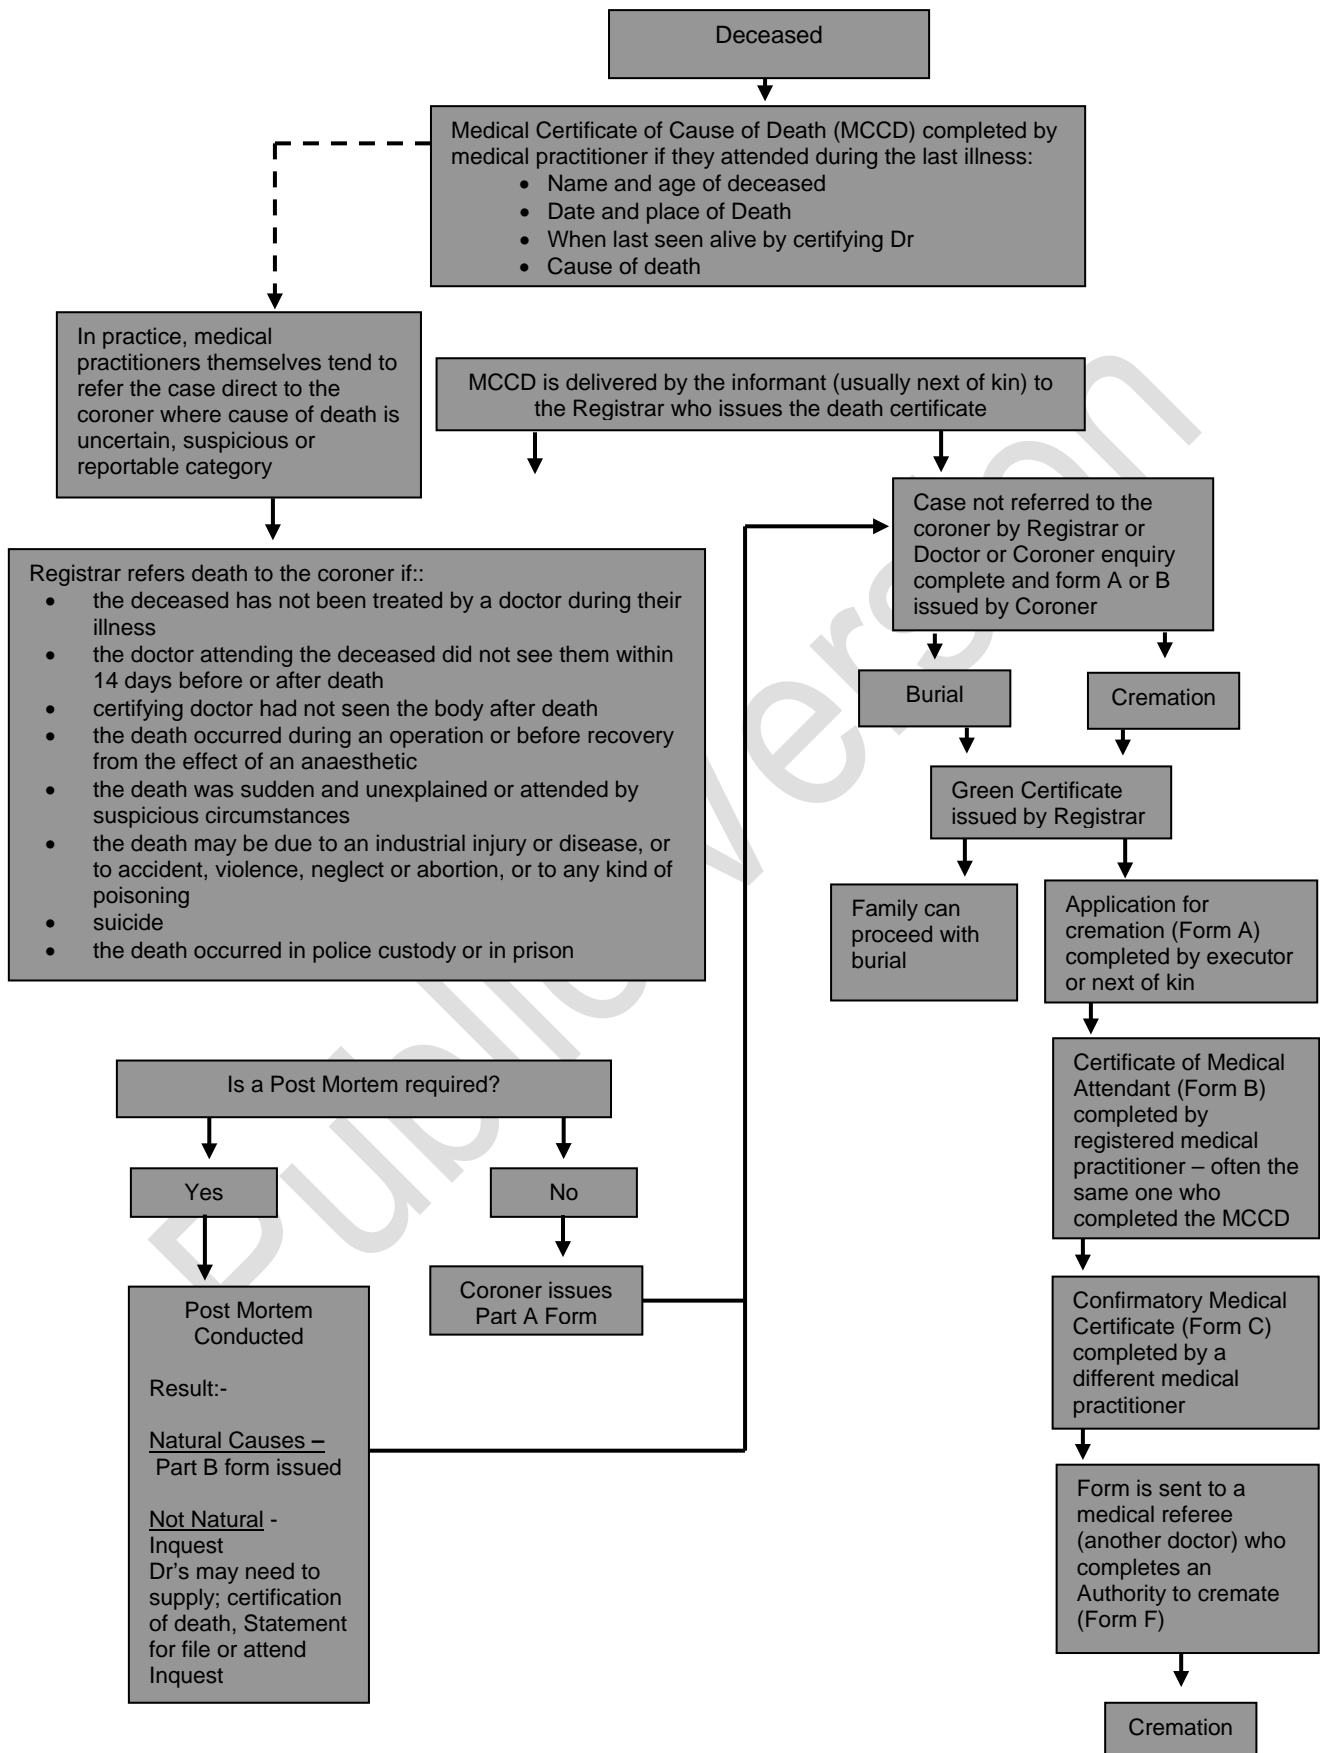 Deceased
Medical Certificate of Cause of Death (MCCD) completed by
medical practitioner if they attended during the last illness:
• Name and age of deceased
• Date and place of Death
• When last seen alive by certifying Dr
• Cause of death
In practice, medical
practitioners themselves tend to
refer the case direct to the
coroner where cause of death is
uncertain, suspicious or
reportable category
MCCD is delivered by the informant (usually next of kin) to
the Registrar who issues the death certificate
Registrar refers death to the coroner if::
• the deceased has not been treated by a doctor during their
illness
• the doctor attending the deceased did not see them within
14 days before or after death
• certifying doctor had not seen the body after death
• the death occurred during an operation or before recovery
from the effect of an anaesthetic
• the death was sudden and unexplained or attended by
suspicious circumstances
• the death may be due to an industrial injury or disease, or
to accident, violence, neglect or abortion, or to any kind of
poisoning
• suicide
• the death occurred in police custody or in prison
Case not referred to the
coroner by Registrar or
Doctor or Coroner enquiry
complete and form A or B
issued by Coroner
Burial
Cremation
Green Certificate
issued by Registrar
Family can
proceed with
burial
Application for
cremation (Form A)
completed by executor
or next of kin
Is a Post Mortem required?
Yes
No
Coroner issues
Part A Form
Post Mortem
Conducted
Result:-
Natural Causes –
Part B form issued
Not Natural -
Inquest
Dr's may need to
supply; certification
of death, Statement
for file or attend
Inquest
Certificate of Medical
Attendant (Form B)
completed by
registered medical
practitioner – often the
same one who
completed the MCCD
Confirmatory Medical
Certificate (Form C)
completed by a
different medical
practitioner
Form is sent to a
medical referee
(another doctor) who
completes an
Authority to cremate
(Form F)
Cremation
Public Version